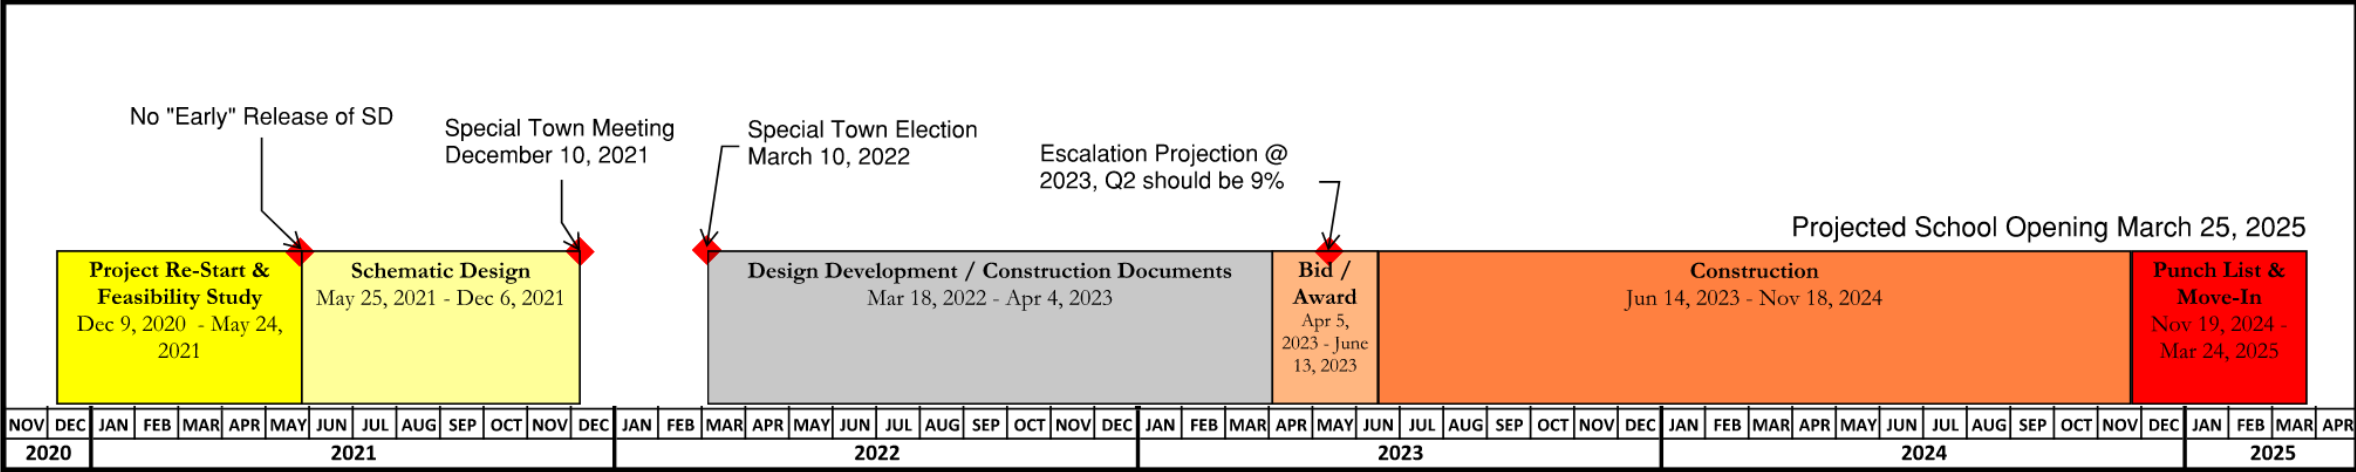 No "Early" Release of SD
Special Town Meeting
December 10, 2021
Special Town Election
March 10, 2022
Escalation Projection @
2023, Q2 should be 9%
Projected School Opening March 25, 2025
Project Re-Start &
Feasibility Study
Dec 9, 2020  - May 24,
2021
Schematic Design
May 25, 2021 - Dec 6, 2021
Design Development / Construction Documents
Mar 18, 2022 - Apr 4, 2023
Bid /
Award
Apr 5,
2023 - June
13, 2023
Construction
Jun 14, 2023 - Nov 18, 2024
Punch List &
Move-In
Nov 19, 2024 -
Mar 24, 2025
NOV DEC JAN FEB MAR APR MAY JUN JUL AUG SEP OCT NOV DEC JAN FEB MAR APR MAY JUN JUL AUG SEP OCT NOV DEC JAN FEB MAR APR MAY JUN JUL AUG SEP OCT NOV DEC JAN FEB MAR APR MAY JUN JUL AUG SEP OCT NOV DEC JAN FEB MAR APR
2020 2021 2022 2023 2024 2025